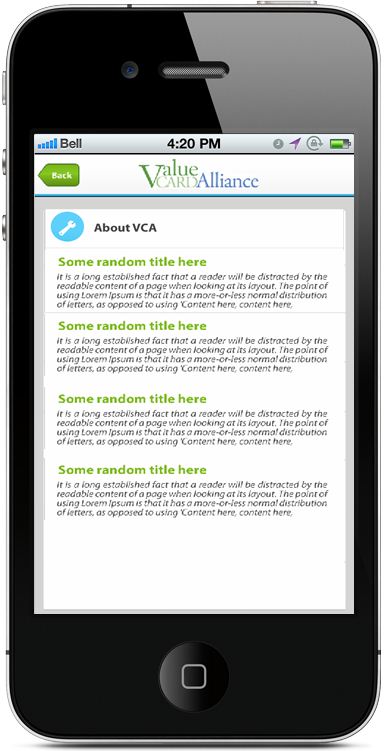 Bell 4:20 PM
Back
Value
CARD Alliance
About VCA
Some random title here
It is a long established fact that a reader will be distracted by the
readable content of a page when looking at its layout. The point of
using Lorem Ipsum is that it has a more-or-less normal distribution
of letters, as opposed to using 'Content here, content here,
Some random title here
It is a long established fact that a reader will be distracted by the
readable content of a page when looking at its layout. The point of
using Lorem Ipsum is that it has a more-or-less normal distribution
of letters, as opposed to using 'Content here, content here,
Some random title here
It is a long established fact that a reader will be distracted by the
readable content of a page when looking at its layout. The point of
using Lorem Ipsum is that it has a more-or-less normal distribution
of letters, as opposed to using 'Content here, content here,
Some random title here
It is a long established fact that a reader will be distracted by the
readable content of a page when looking at its layout. The point of
using Lorem Ipsum is that it has a more-or-less normal distribution
of letters, as opposed to using 'Content here, content here,